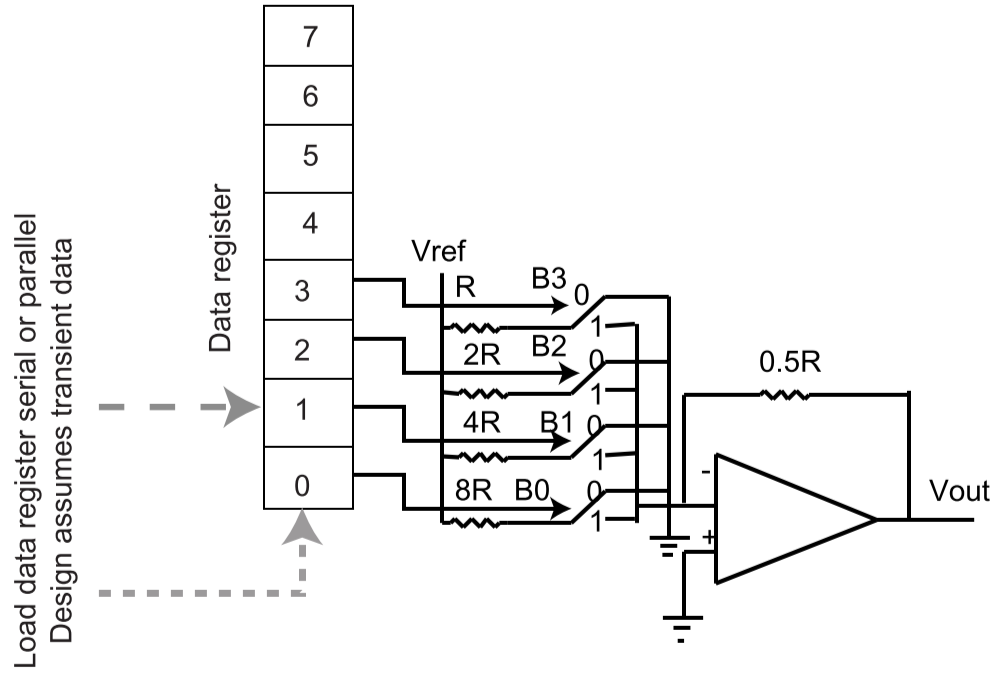 Load data register serial or parallel
Design assumes transient data
Data register
7
6
5
4
3
2
1
0
Vref
R
B3
0
1
2R
B2
0
1
4R
B1
0
1
8R
B0
0
1
0.5R
-
+
Vout